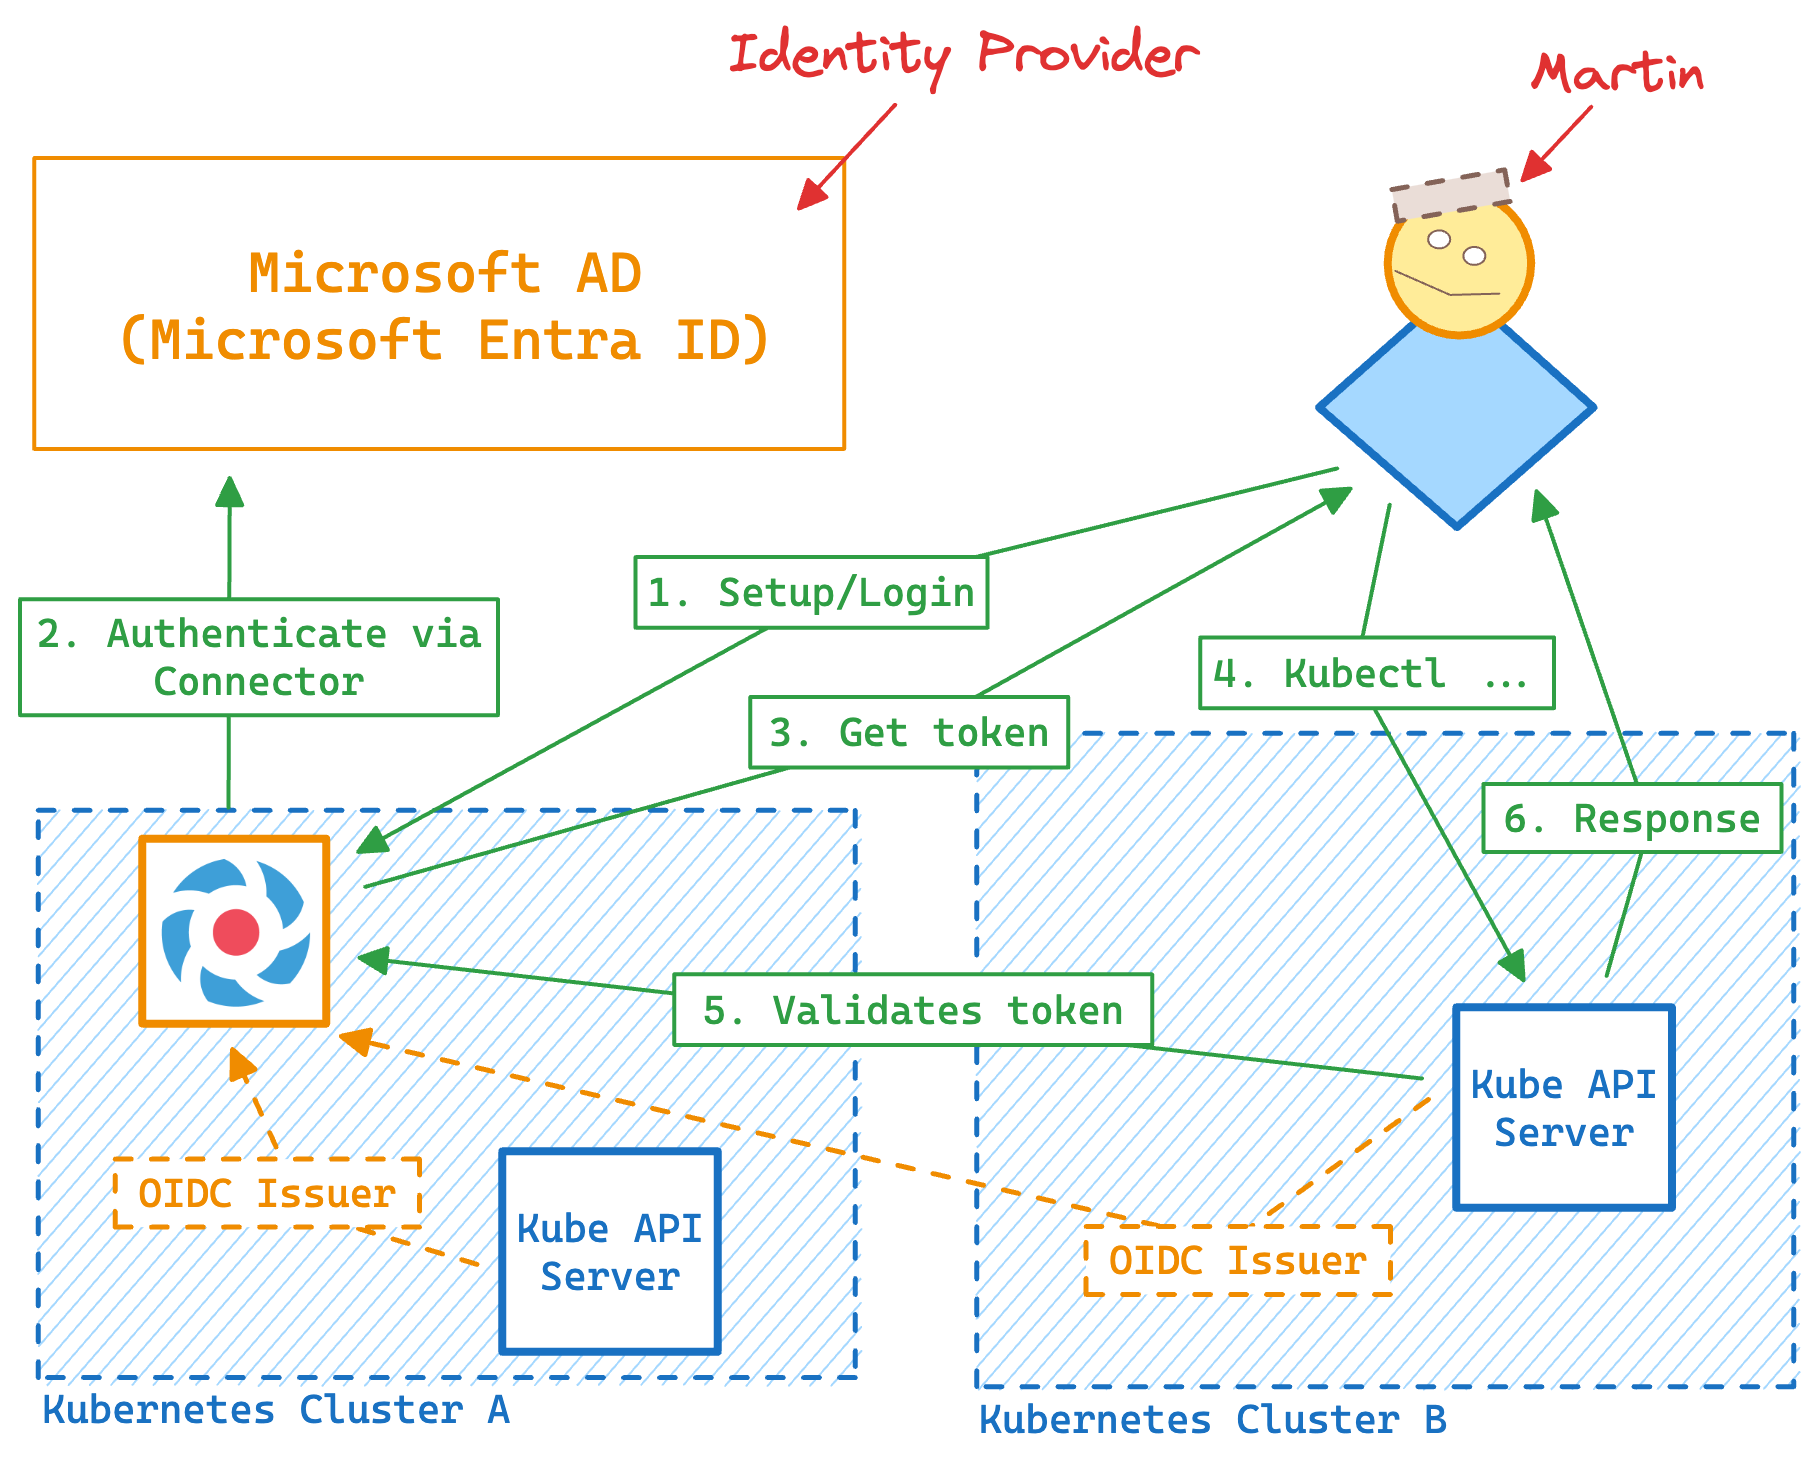 Identity Provider
Martin
Microsoft AD
(Microsoft Entra ID)
1. Setup/Login
2. Authenticate via
Connector
3. Get token
4. Kubectl ...
6. Response
5. Validates token
Kube API
Server
OIDC Issuer
Kube API
Server
OIDC Issuer
Kubernetes Cluster A
Kubernetes Cluster B